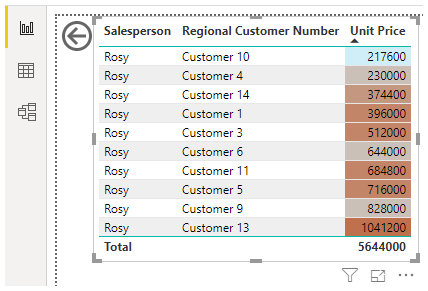 Salesperson Regional Customer Number Unit Price
Rosy Customer 10 217600
Rosy Customer 4 230000
Rosy Customer 14 374400
Rosy Customer 1 396000
Rosy Customer 3 512000
Rosy Customer 6 644000
Rosy Customer 11 684800
Rosy Customer 5 716000
Rosy Customer 9 828000
Rosy Customer 13 1041200
Total 5644000